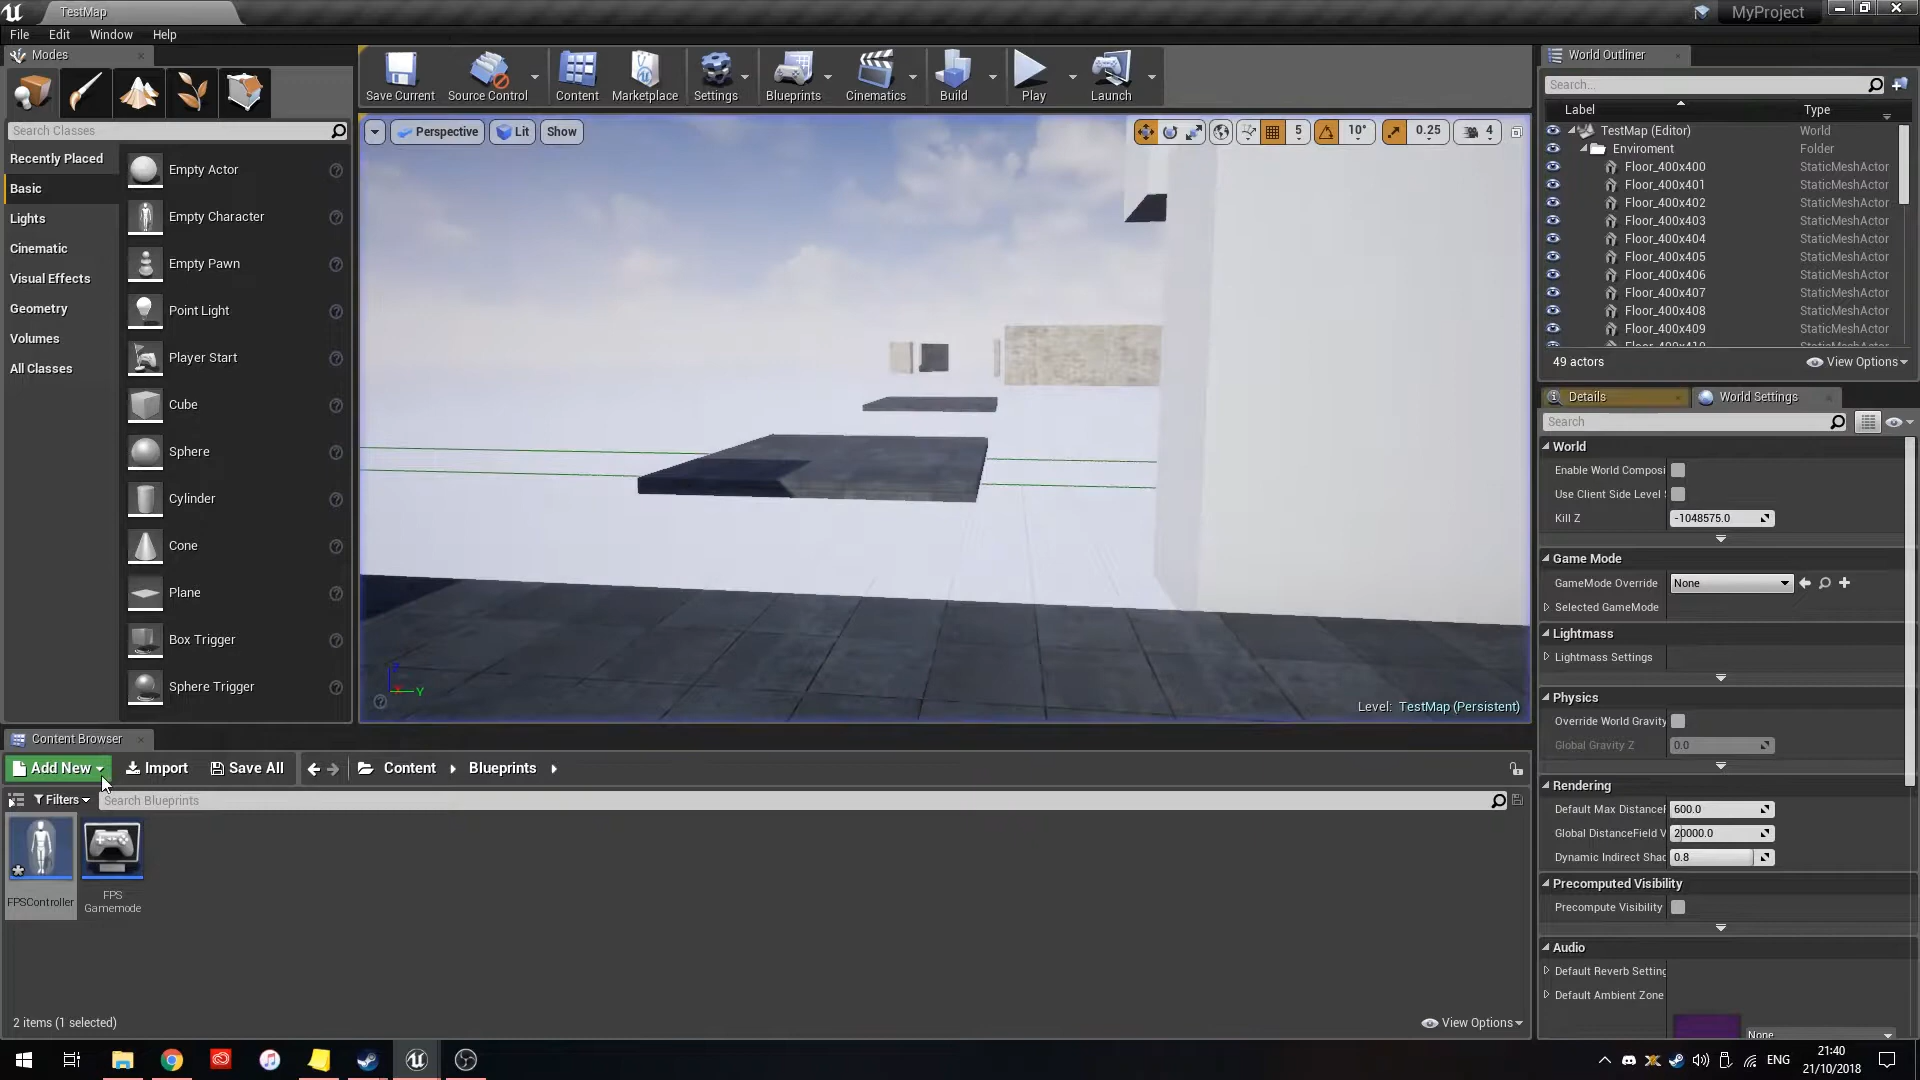 TestMap
MyProject
File Edit Window Help
Modes
Save Current
Source Control
Content
Marketplace
Settings
Blueprints
Cinematics
Build
Play
Launch
Search Classes
Recently Placed
Basic
Lights
Cinematic
Visual Effects
Geometry
Volumes
All Classes
Empty Actor
Empty Character
Empty Pawn
Point Light
Player Start
Cube
Sphere
Cylinder
Cone
Plane
Box Trigger
Sphere Trigger
Perspective
Lit
Show
5
10°
0.25
4
Z
X
Y
Level: TestMap (Persistent)
World Outliner
Search...
Label Type
TestMap (Editor) World
Enviroment Folder
Floor_400x400 StaticMeshActor
Floor_400x401 StaticMeshActor
Floor_400x402 StaticMeshActor
Floor_400x403 StaticMeshActor
Floor_400x404 StaticMeshActor
Floor_400x405 StaticMeshActor
Floor_400x406 StaticMeshActor
Floor_400x407 StaticMeshActor
Floor_400x408 StaticMeshActor
Floor_400x409 StaticMeshActor
49 actors
View Options
Details
World Settings
Search
World
Enable World Composi
Use Client Side Level
Kill Z -1048575.0
Game Mode
GameMode Override None
Selected GameMode
Lightmass
Lightmass Settings
Physics
Override World Gravity
Global Gravity Z 0.0
Rendering
Default Max DistanceF 600.0
Global DistanceField V 20000.0
Dynamic Indirect Shad 0.8
Precomputed Visibility
Precompute Visibility
Audio
Default Reverb Setting
Default Ambient Zone
None
Content Browser
Add New Import Save All Content Blueprints
Filters Search Blueprints
FPSController
FPS
Gamemode
2 items (1 selected)
View Options
ENG
21:40
21/10/2018